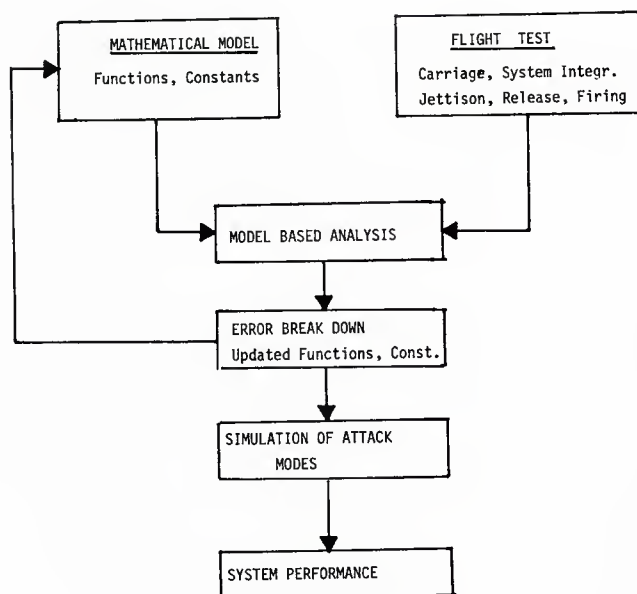 MATHEMATICAL MODEL
Functions, Constants
FLIGHT TEST
Carriage, System Integr.
Jettison, Release, Firing
MODEL BASED ANALYSIS
ERROR BREAK DOWN
Updated Functions, Const.
SIMULATION OF ATTACK
MODES
SYSTEM PERFORMANCE